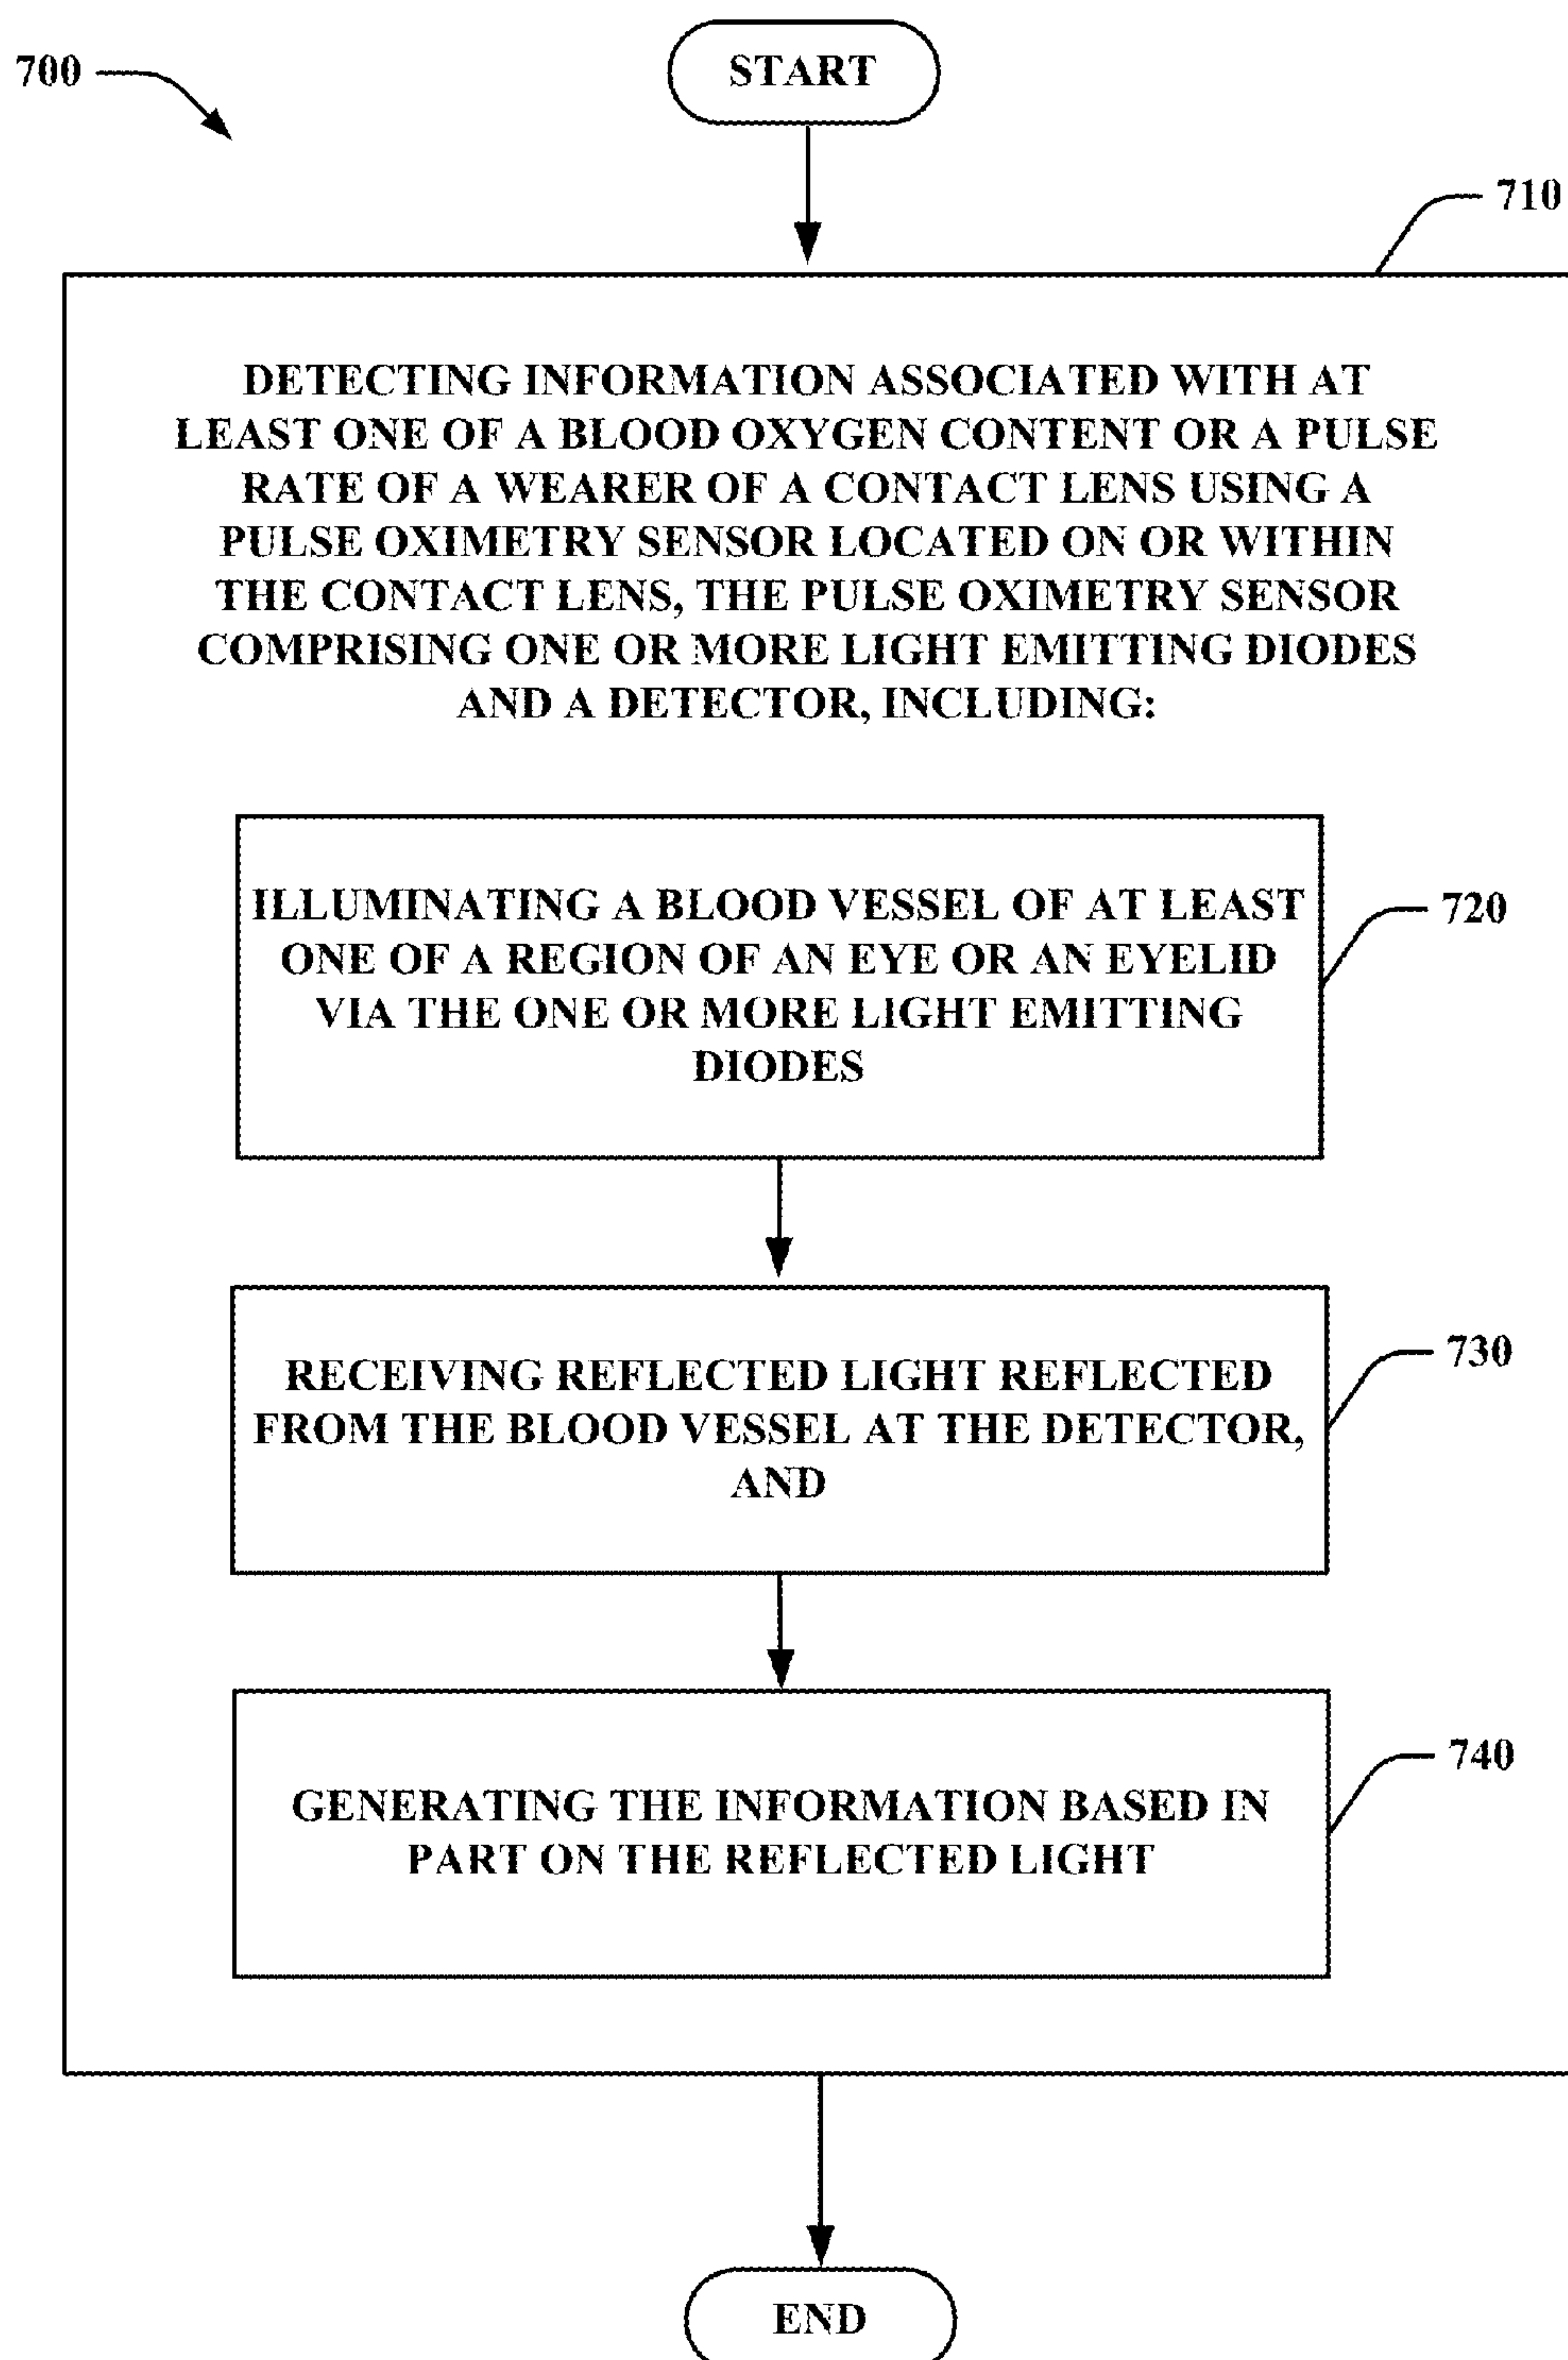 START
700
710
DETECTING INFORMATION ASSOCIATED WITH AT
LEAST ONE OF A BLOOD OXYGEN CONTENT OR A PULSE
RATE OF A WEARER OF A CONTACT LENS USING A
PULSE OXIMETRY SENSOR LOCATED ON OR WITHIN
THE CONTACT LENS, THE PULSE OXIMETRY SENSOR
COMPRISING ONE OR MORE LIGHT EMITTING DIODES
AND A DETECTOR, INCLUDING:
ILLUMINATING A BLOOD VESSEL OF AT LEAST
ONE OF A REGION OF AN EYE OR AN EYELID
VIA THE ONE OR MORE LIGHT EMITTING
DIODES
720
RECEIVING REFLECTED LIGHT REFLECTED
FROM THE BLOOD VESSEL AT THE DETECTOR,
AND
730
GENERATING THE INFORMATION BASED IN
PART ON THE REFLECTED LIGHT
740
END